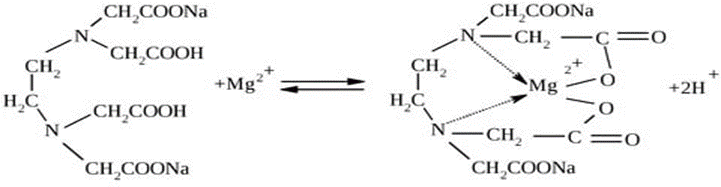 CH₂COONa CH₂COONa
N N CH₂ C O
CH₂COOH
CH₂ CH₂ 2+ O
+Mg²⁺ Mg +2H⁺
H₂C H₂C O
CH₂COOH
N N CH₂ C O
CH₂COONa CH₂COONa